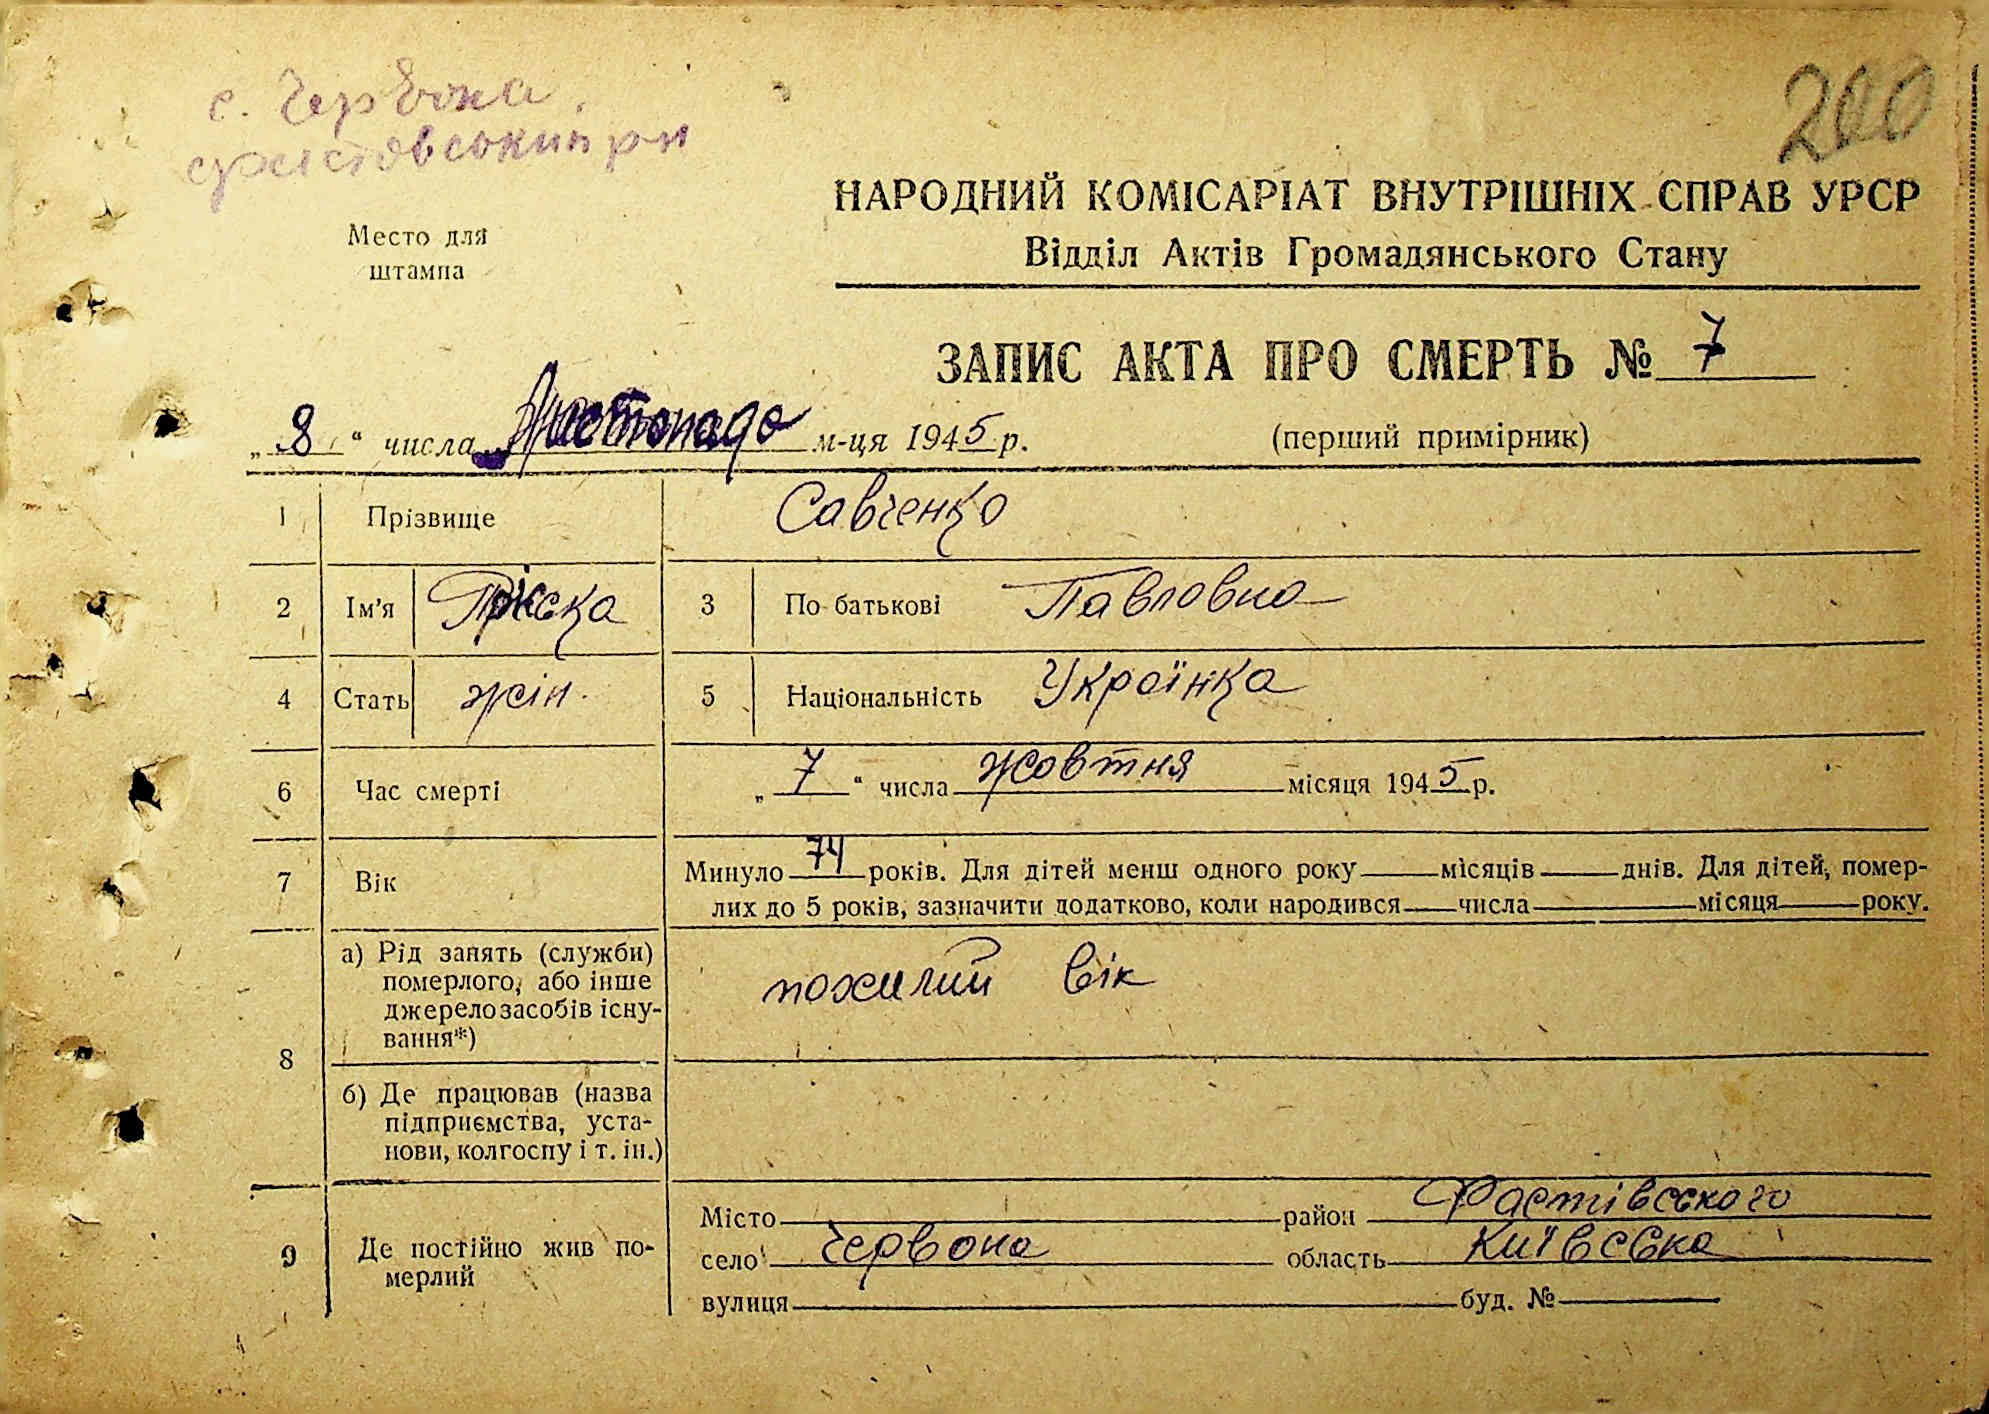 с. Червона
фастовський р-н
200
НАРОДНИЙ КОМІСАРІАТ ВНУТРІШНІХ СПРАВ УРСР
Відділ Актів Громадянського Стану
Место для
штампа
ЗАПИС АКТА ПРО СМЕРТЬ № 7
„8“ числа Листопада м-ця 1945 р.
(перший примірник)
1 Прізвище Савченко
2 Ім'я 3 По батькові Павловна
4 Стать жін. 5 Національність Українка
6 Час смерті „7“ числа жовтня місяця 1945 р.
7 Вік Минуло 74 років. Для дітей менш одного року місяців днів. Для дітей, помер-
лих до 5 років, зазначити додатково, коли народився числа місяця року.
8 а) Рід занять (служби)
померлого, або інше
джерело засобів існу-
вання*)
похилий вік
б) Де працював (назва
підприємства, уста-
нови, колгоспу і т. ін.)
9 Де постійно жив по-
мерлий
Місто район Фастівського
село Червона область Київська
вулиця буд. №